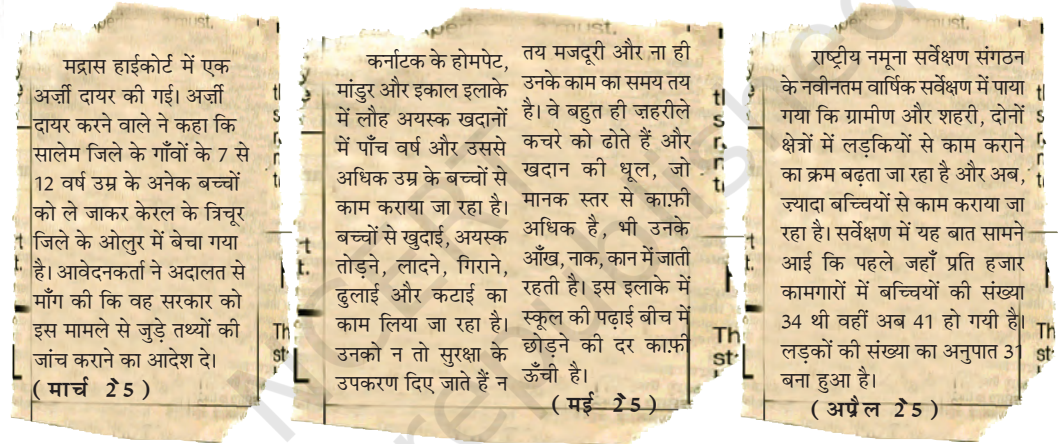 मद्रास हाईकोर्ट में एक
अर्ज़ी दायर की गई। अर्ज़ी
दायर करने वाले ने कहा कि
सालेम जिले के गाँवों के 7 से
12 वर्ष उम्र के अनेक बच्चों
को ले जाकर केरल के त्रिचूर
जिले के ओलुर में बेचा गया
है। आवेदनकर्ता ने अदालत से
माँग की कि वह सरकार को
इस मामले से जुड़े तथ्यों की
जांच कराने का आदेश दे।
( मार्च 25 )
कर्नाटक के होमपेट,
मांडुर और इकाल इलाके
में लौह अयस्क खदानों
में पाँच वर्ष और उससे
अधिक उम्र के बच्चों से
काम कराया जा रहा है।
बच्चों से खुदाई, अयस्क
तोड़ने, लादने, गिराने,
ढुलाई और कटाई का
काम लिया जा रहा है।
उनको न तो सुरक्षा के
उपकरण दिए जाते हैं न
तय मजदूरी और ना ही
उनके काम का समय तय
है। वे बहुत ही ज़हरीले
कचरे को ढोते हैं और
खदान की धूल, जो
मानक स्तर से काफ़ी
अधिक है, भी उनके
आँख, नाक, कान में जाती
रहती है। इस इलाके में
स्कूल की पढ़ाई बीच में
छोड़ने की दर काफ़ी
ऊँची है।
( मई 25 )
राष्ट्रीय नमूना सर्वेक्षण संगठन
के नवीनतम वार्षिक सर्वेक्षण में पाया
गया कि ग्रामीण और शहरी, दोनों
क्षेत्रों में लड़कियों से काम कराने
का क्रम बढ़ता जा रहा है और अब,
ज़्यादा बच्चियों से काम कराया जा
रहा है। सर्वेक्षण में यह बात सामने
आई कि पहले जहाँ प्रति हजार
कामगारों में बच्चियों की संख्या
34 थी वहीं अब 41 हो गयी है।
लड़कों की संख्या का अनुपात 31
बना हुआ है।
( अप्रैल 25 )